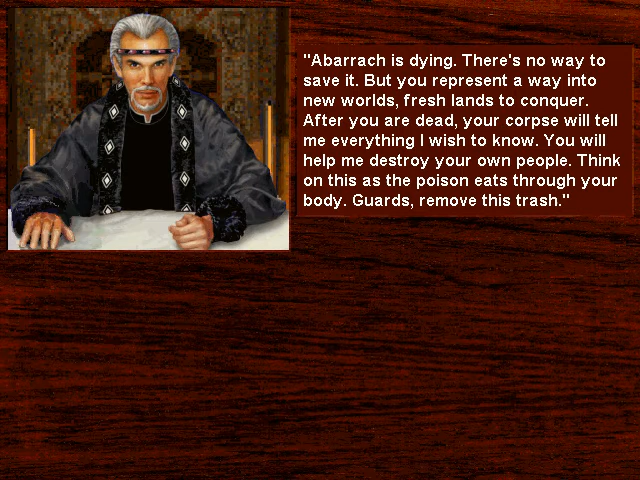 "Abarrach is dying. There's no way to
save it. But you represent a way into
new worlds, fresh lands to conquer.
After you are dead, your corpse will tell
me everything I wish to know. You will
help me destroy your own people. Think
on this as the poison eats through your
body. Guards, remove this trash."